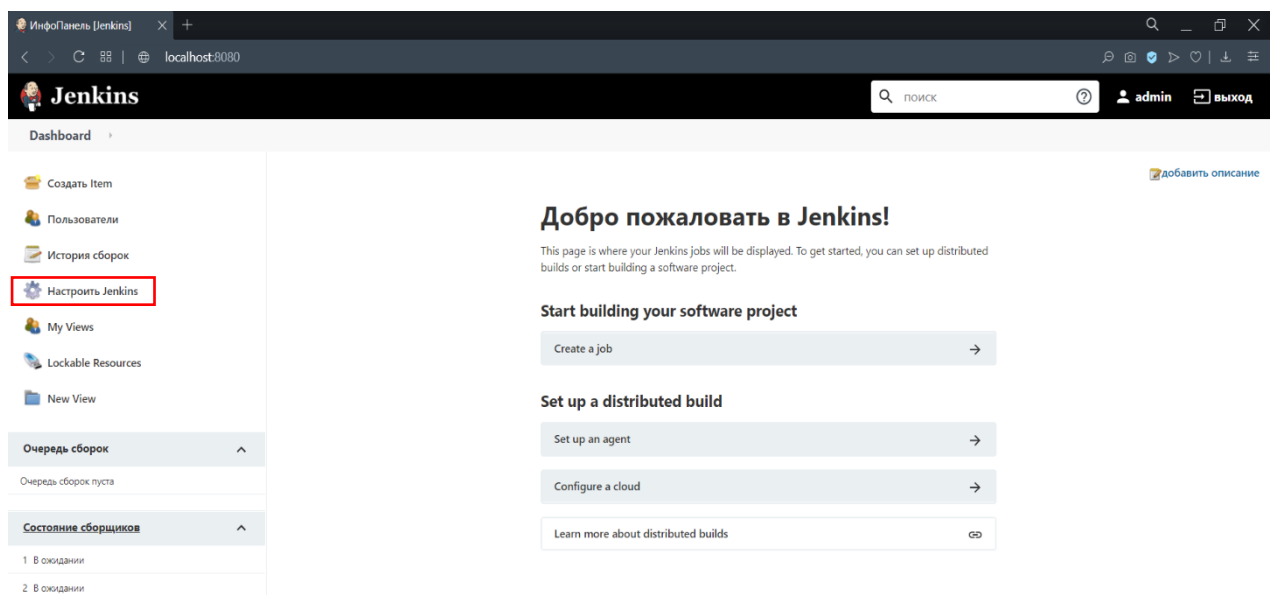 ИнфоПанель [Jenkins]
localhost:8080
Jenkins
поиск
admin
выход
Dashboard
добавить описание
Создать Item
Пользователи
История сборок
Настроить Jenkins
My Views
Lockable Resources
New View
Очередь сборок
Очередь сборок пуста
Состояние сборщиков
1 В ожидании
2 В ожидании
Добро пожаловать в Jenkins!
This page is where your Jenkins jobs will be displayed. To get started, you can set up distributed
builds or start building a software project.
Start building your software project
Create a job
Set up a distributed build
Set up an agent
Configure a cloud
Learn more about distributed builds